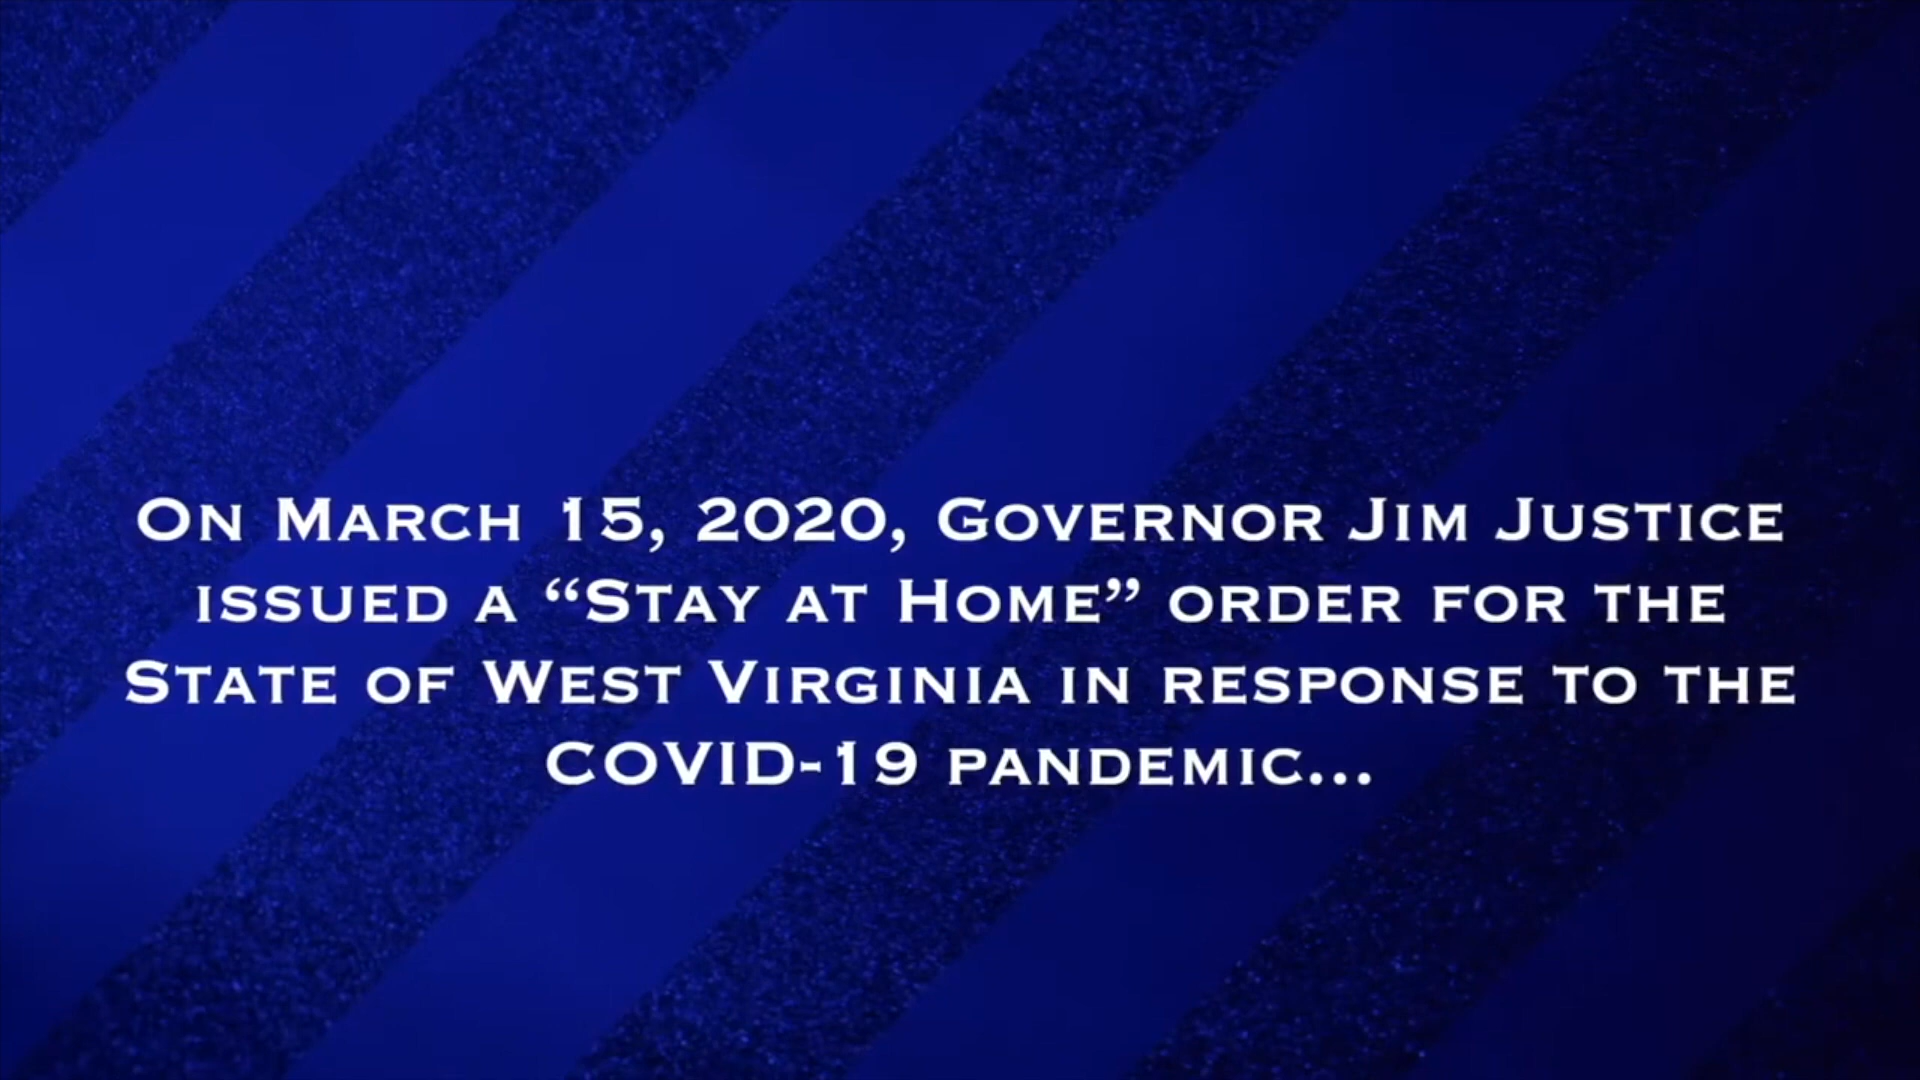 On March 15, 2020, Governor Jim Justice
issued a “Stay at Home” order for the
State of West Virginia in response to the
COVID-19 pandemic...